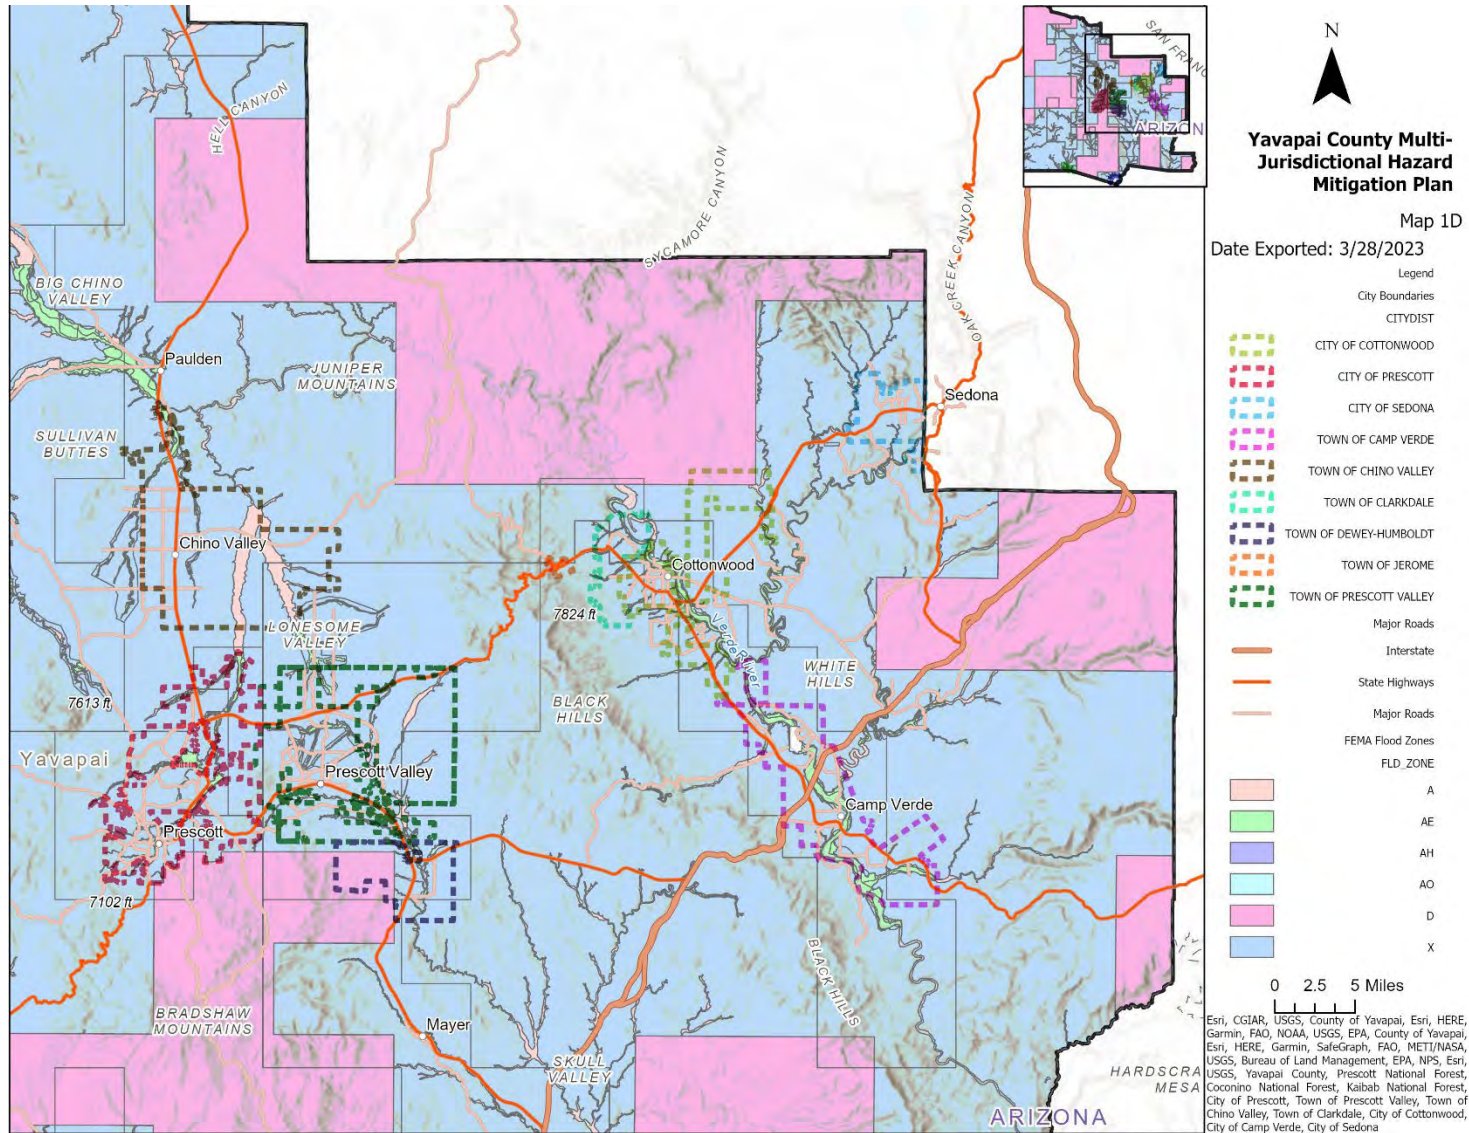 N
Yavapai County Multi-
Jurisdictional Hazard
Mitigation Plan
Map 1D
Date Exported: 3/28/2023
Legend
City Boundaries
CITYDIST
CITY OF COTTONWOOD
CITY OF PRESCOTT
CITY OF SEDONA
TOWN OF CAMP VERDE
TOWN OF CHINO VALLEY
TOWN OF CLARKDALE
TOWN OF DEWEY-HUMBOLDT
TOWN OF JEROME
TOWN OF PRESCOTT VALLEY
Major Roads
Interstate
State Highways
Major Roads
FEMA Flood Zones
FLD_ZONE
A
AE
AH
AO
D
X
0 2.5 5 Miles
Esri, CGIAR, USGS, County of Yavapai, Esri, HERE,
Garmin, FAO, NOAA, USGS, EPA, County of Yavapai,
Esri, HERE, Garmin, SafeGraph, FAO, METI/NASA,
USGS, Bureau of Land Management, EPA, NPS, Esri,
USGS, Yavapai County, Prescott National Forest,
Coconino National Forest, Kaibab National Forest,
City of Prescott, Town of Prescott Valley, Town of
Chino Valley, Town of Clarkdale, City of Cottonwood,
City of Camp Verde, City of Sedona
SAN FRANC
ARIZON
HELL CANYON
SYCAMORE CANYON
OAK CREEK CANYON
BIG CHINO
VALLEY
Paulden
JUNIPER
MOUNTAINS
Sedona
SULLIVAN
BUTTES
Chino Valley
Cottonwood
7824 ft
LONESOME
VALLEY
Verde River
WHITE
HILLS
7613 ft
BLACK
HILLS
Yavapai
Prescott Valley
Camp Verde
Prescott
7102 ft
BLACK HILLS
BRADSHAW
MOUNTAINS
Mayer
SKULL
VALLEY
HARDSCRA
MESA
ARIZONA